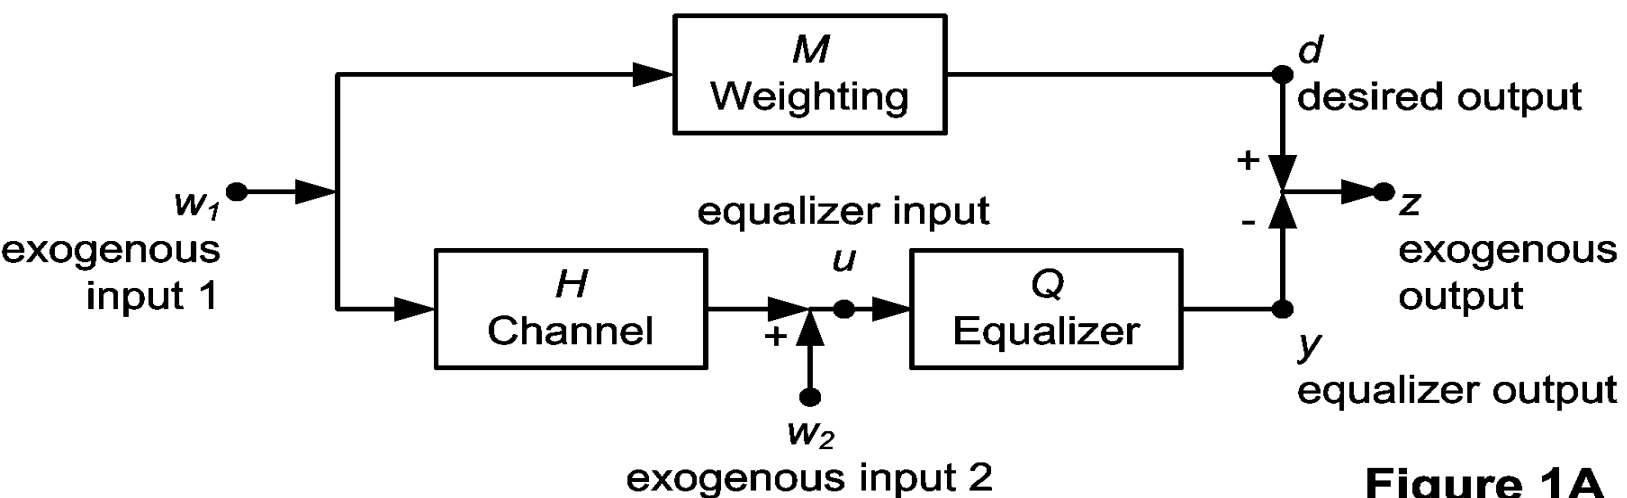 M
Weighting
d
desired output
+
w1
exogenous
input 1
equalizer input
u
-
z
exogenous
output
H
Channel
+
Q
Equalizer
y
equalizer output
w2
exogenous input 2
Figure 1A